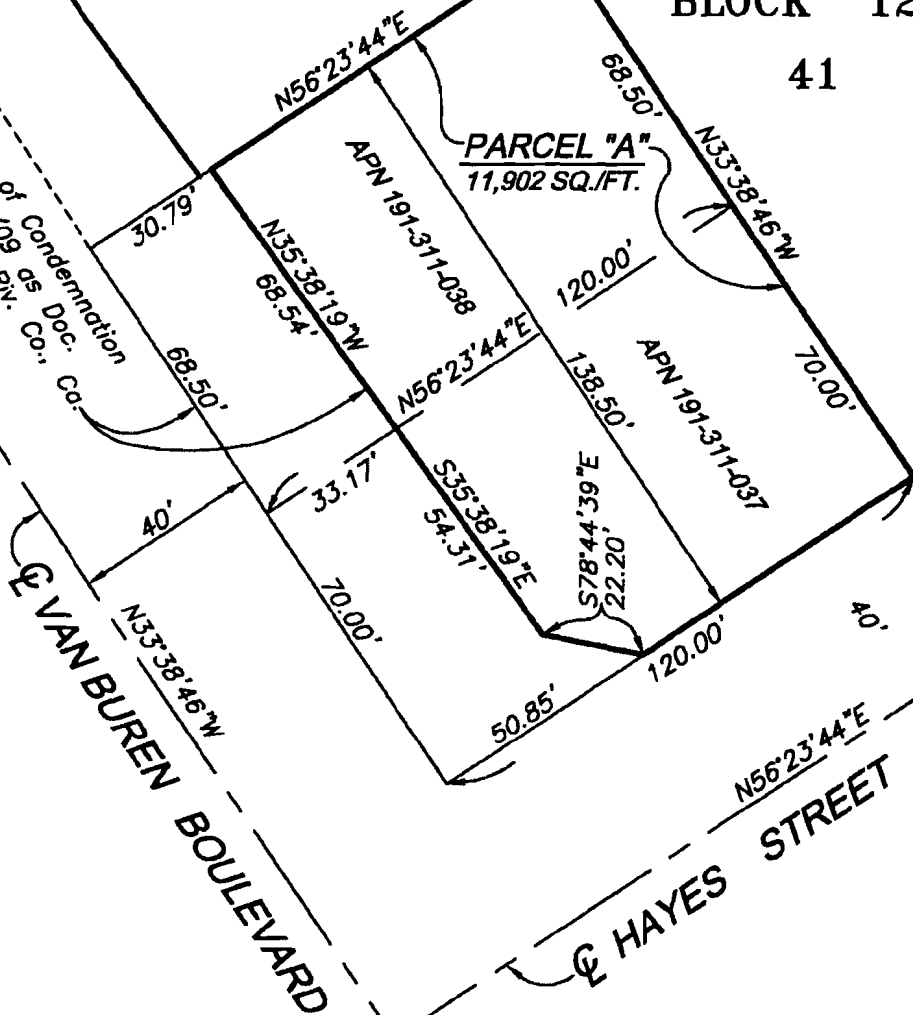 BLOCK 12
41
N56°23'44"E
68.50'
N33°38'46"W
PARCEL "A"
11,902 SQ./FT.
APN 191-311-038
30.79'
N35°38'19"W
68.54'
of Condemnation
/09 as Doc.
Riv. Co., Ca.
120.00'
N56°23'44"E
68.50'
138.50'
APN 191-311-037
70.00'
33.17'
40'
S35°38'19"E
54.31'
S78°44'39"E
22.20'
70.00'
120.00'
40'
50.85'
N33°38'46"W
℄ VAN BUREN BOULEVARD
N56°23'44"E
℄ HAYES STREET